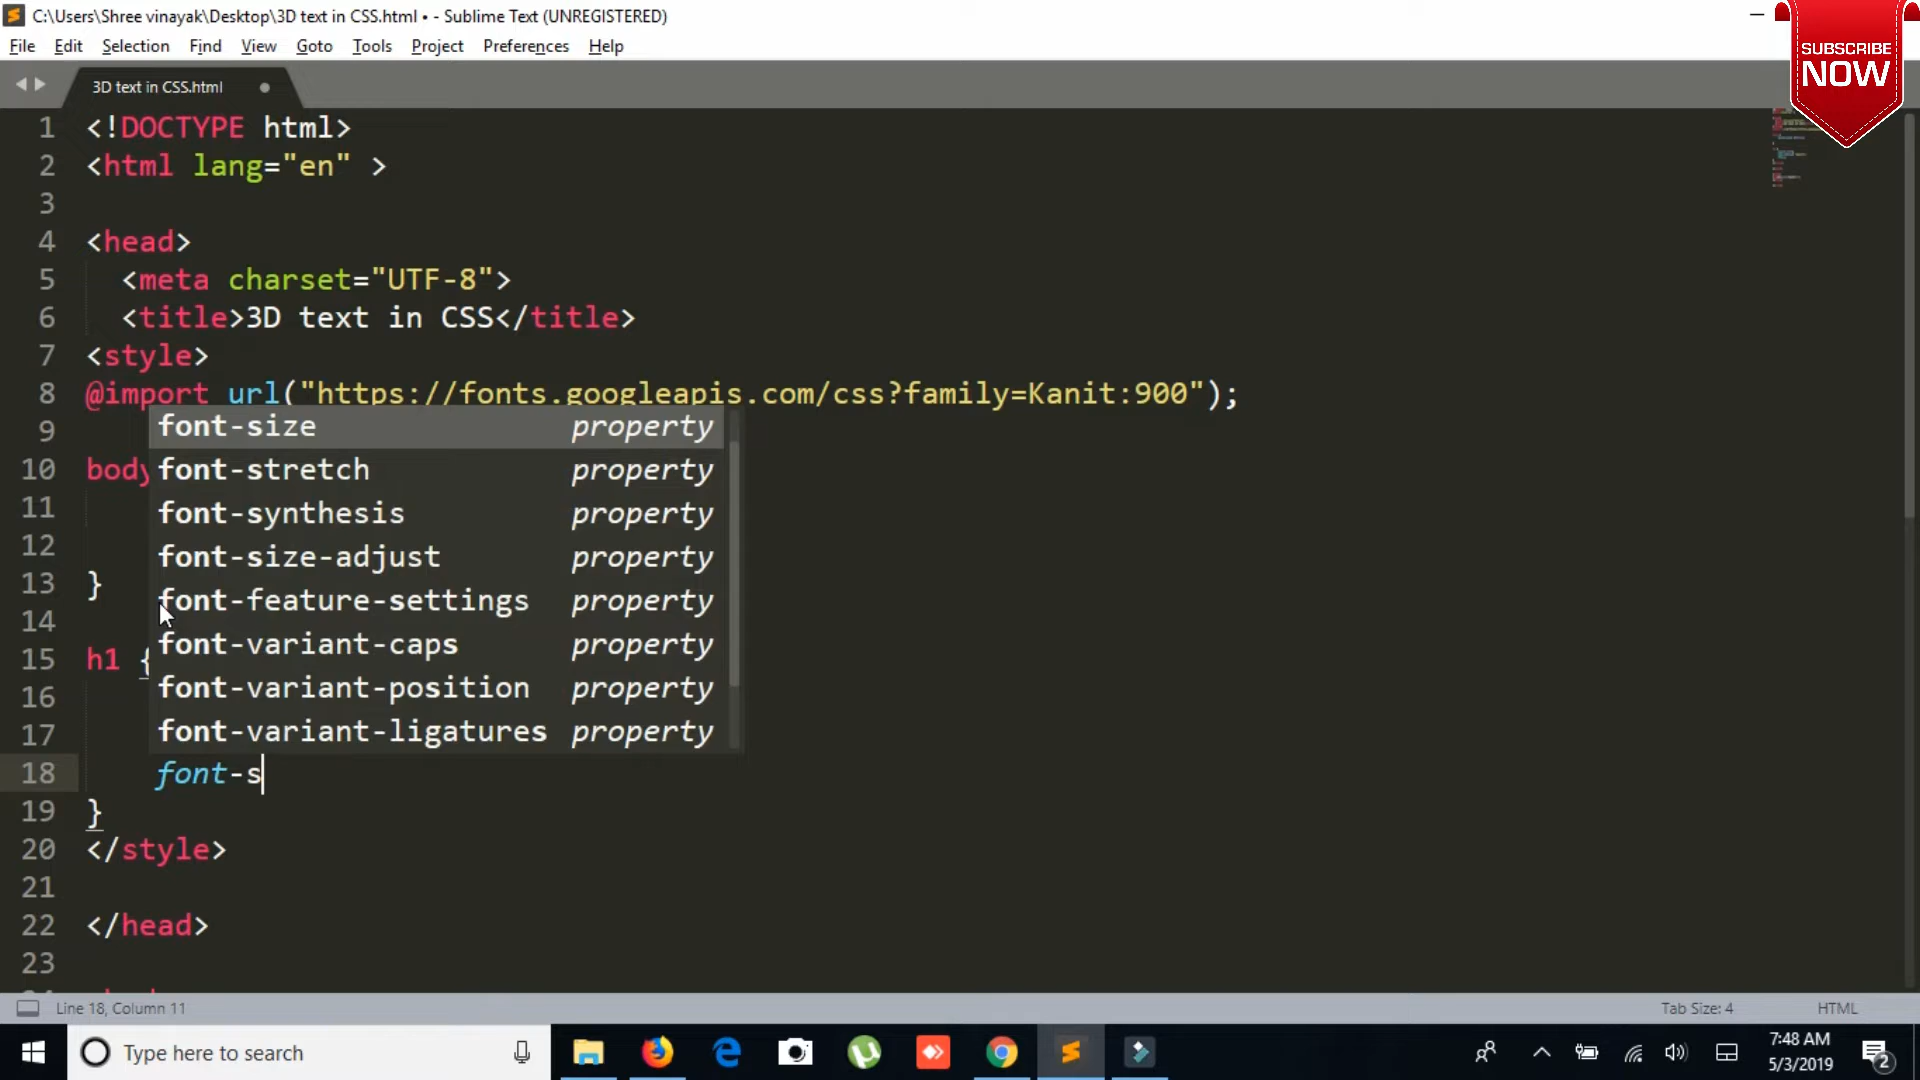 C:\Users\Shree vinayak\Desktop\3D text in CSS.html • - Sublime Text (UNREGISTERED)
File Edit Selection Find View Goto Tools Project Preferences Help
SUBSCRIBE
NOW
3D text in CSS.html
1 <!DOCTYPE html>
2 <html lang="en" >
3
4 <head>
5 <meta charset="UTF-8">
6 <title>3D text in CSS</title>
7 <style>
8 @import url("https://fonts.googleapis.com/css?family=Kanit:900");
9 font-size property
10 body font-stretch property
11 font-synthesis property
12 font-size-adjust property
13 }
14 font-feature-settings property
15 h1 { font-variant-caps property
16 font-variant-position property
17 font-variant-ligatures property
18 font-s
19 }
20 </style>
21
22 </head>
23
Line 18, Column 11 Tab Size: 4 HTML
Type here to search
7:48 AM
5/3/2019
2